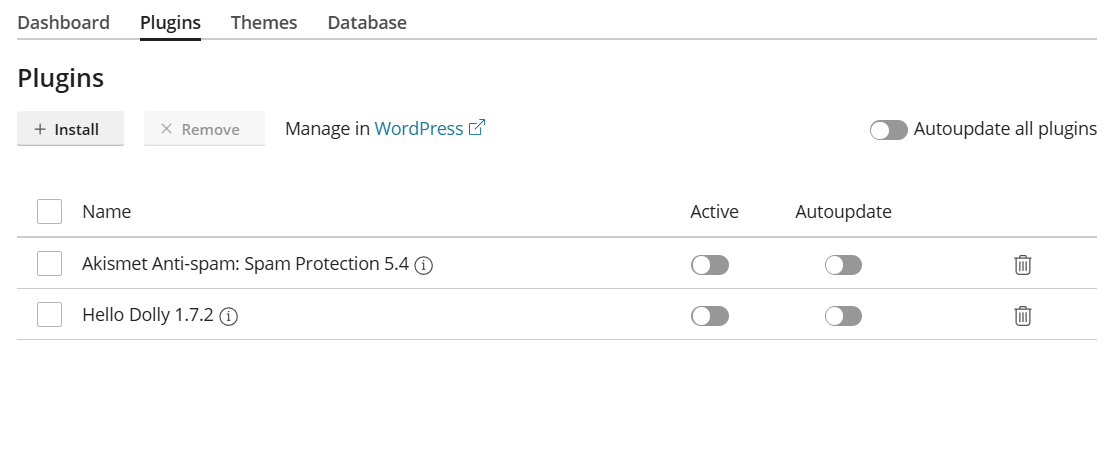 Dashboard Plugins Themes Database
Plugins
+ Install × Remove Manage in WordPress Autoupdate all plugins
Name Active Autoupdate
Akismet Anti-spam: Spam Protection 5.4
Hello Dolly 1.7.2